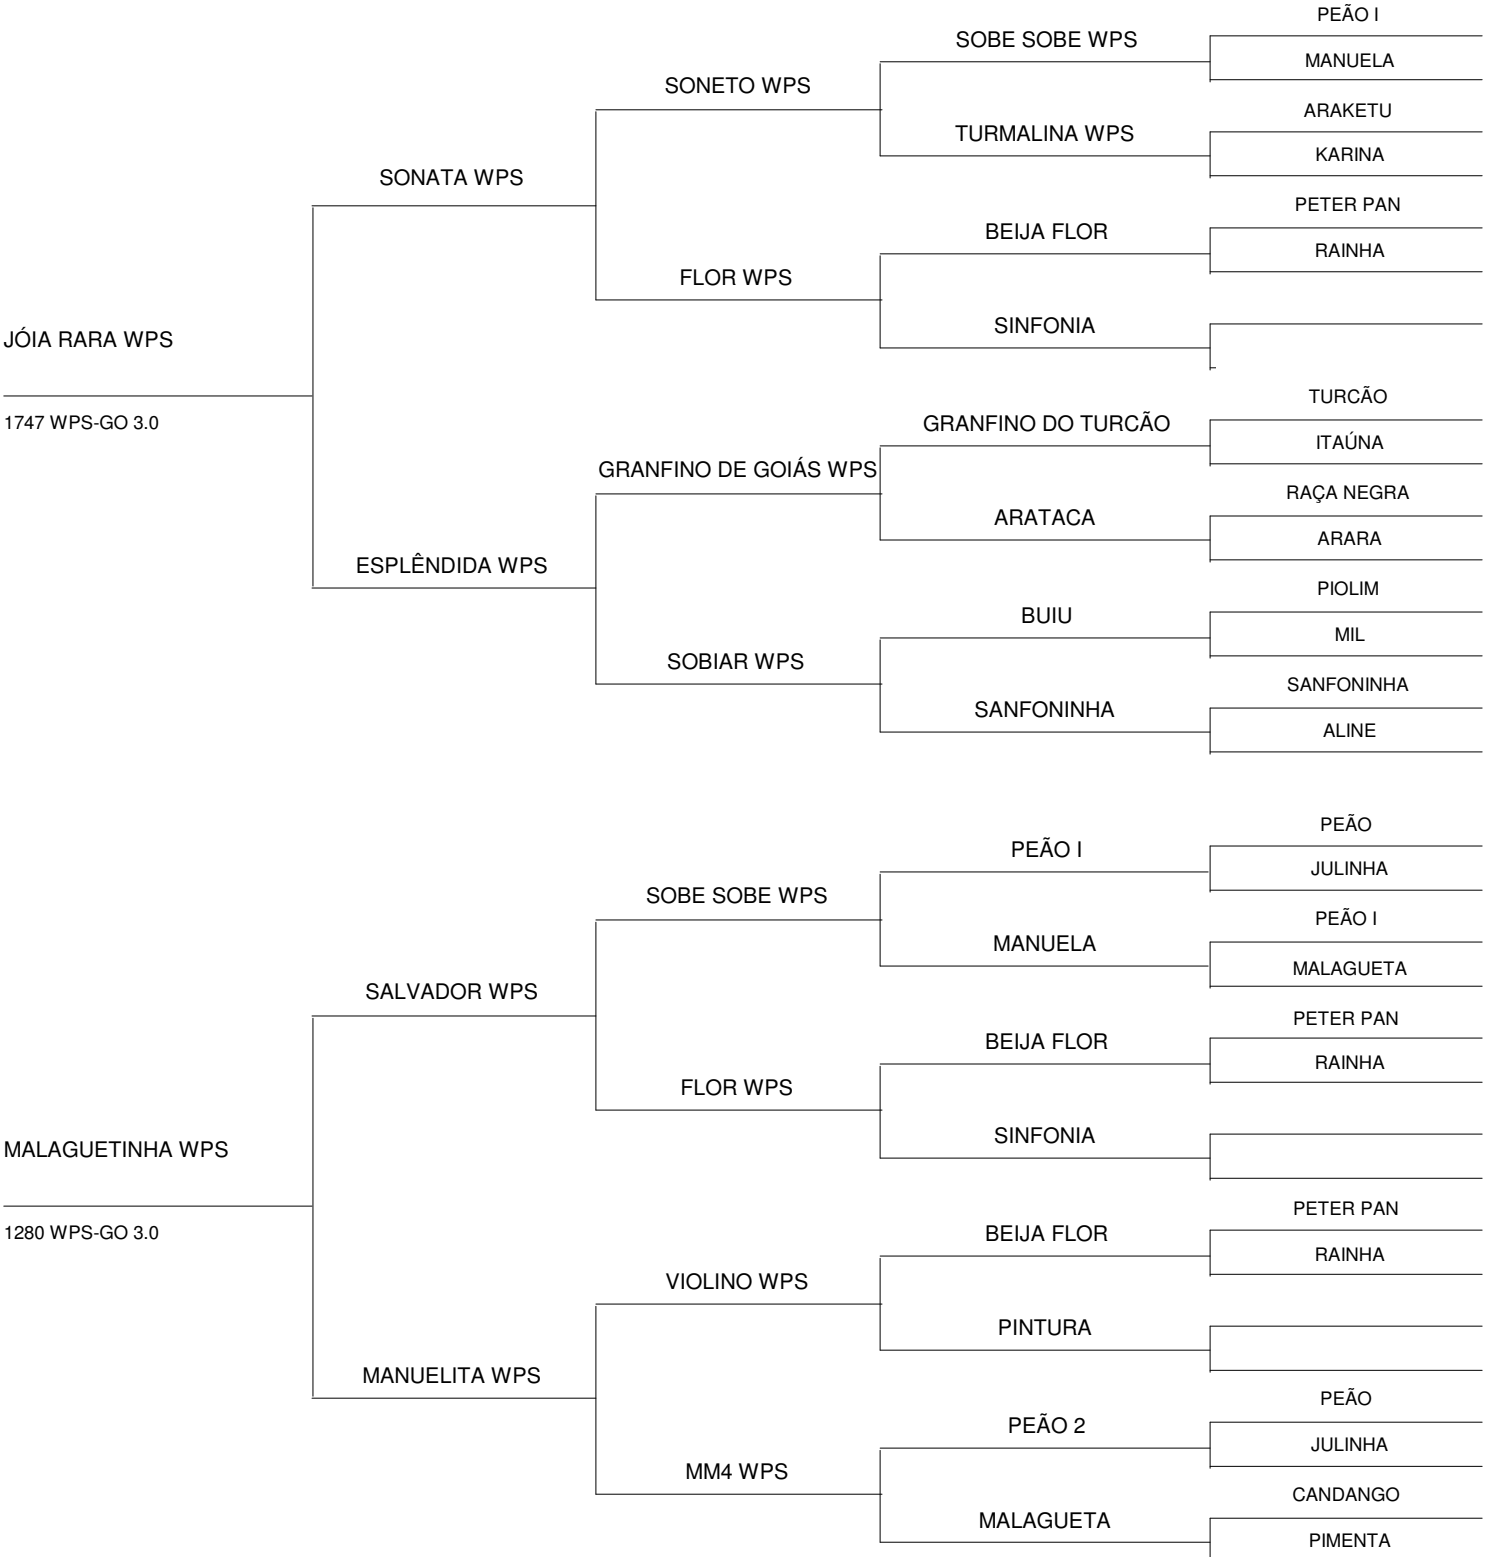 PEÃO I
SOBE SOBE WPS
MANUELA
SONETO WPS
ARAKETU
TURMALINA WPS
KARINA
SONATA WPS
PETER PAN
BEIJA FLOR
RAINHA
FLOR WPS
SINFONIA
JÓIA RARA WPS
TURCÃO
1747 WPS-GO 3.0
GRANFINO DO TURCÃO
ITAÚNA
GRANFINO DE GOIÁS WPS
RAÇA NEGRA
ARATACA
ARARA
ESPLÊNDIDA WPS
PIOLIM
BUIU
MIL
SOBIAR WPS
SANFONINHA
SANFONINHA
ALINE
PEÃO
PEÃO I
JULINHA
SOBE SOBE WPS
PEÃO I
MANUELA
MALAGUETA
SALVADOR WPS
PETER PAN
BEIJA FLOR
RAINHA
FLOR WPS
SINFONIA
MALAGUETINHA WPS
PETER PAN
1280 WPS-GO 3.0
BEIJA FLOR
RAINHA
VIOLINO WPS
PINTURA
MANUELITA WPS
PEÃO
PEÃO 2
JULINHA
MM4 WPS
CANDANGO
MALAGUETA
PIMENTA